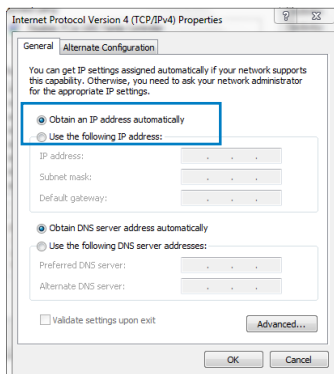 Internet Protocol Version 4 (TCP/IPv4) Properties
General
Alternate Configuration
You can get IP settings assigned automatically if your network supports
this capability. Otherwise, you need to ask your network administrator
for the appropriate IP settings.
Obtain an IP address automatically
Use the following IP address:
IP address:
Subnet mask:
Default gateway:
Obtain DNS server address automatically
Use the following DNS server addresses:
Preferred DNS server:
Alternate DNS server:
Validate settings upon exit
Advanced...
OK
Cancel